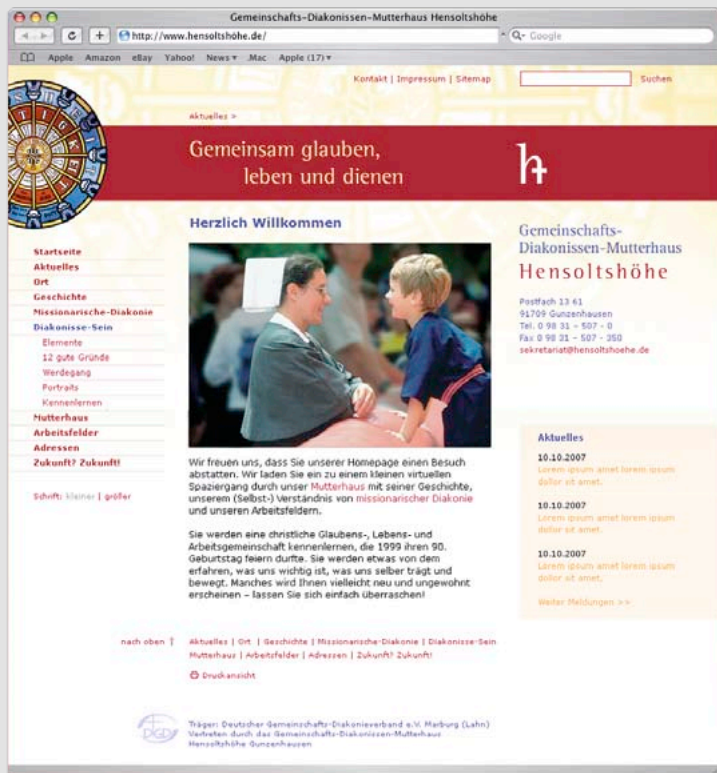 Gemeinschafts-Diakonissen-Mutterhaus Hensoltshöhe
http://www.hensoltshöhe.de/
Google
Apple Amazon eBay Yahoo! News .Mac Apple (17)
Kontakt | Impressum | Sitemap
Suchen
Aktuelles >
Gemeinsam glauben,
leben und dienen
Herzlich Willkommen
Startseite
Aktuelles
Ort
Geschichte
Missionarische-Diakonie
Diakonisse-Sein
Elemente
12 gute Gründe
Werdegang
Portraits
Kennenlernen
Mutterhaus
Arbeitsfelder
Adressen
Zukunft? Zukunft!
Schrift: kleiner | größer
Wir freuen uns, dass Sie unserer Homepage einen Besuch
abstatten. Wir laden Sie ein zu einem kleinen virtuellen
Spaziergang durch unser Mutterhaus mit seiner Geschichte,
unserem (Selbst-) Verständnis von missionarischer Diakonie
und unseren Arbeitsfeldern.
Sie werden eine christliche Glaubens-, Lebens- und
Arbeitsgemeinschaft kennenlernen, die 1999 ihren 90.
Geburtstag feiern durfte. Sie werden etwas von dem
erfahren, was uns wichtig ist, was uns selber trägt und
bewegt. Manches wird Ihnen vielleicht neu und ungewohnt
erscheinen – lassen Sie sich einfach überraschen!
Gemeinschafts-
Diakonissen-Mutterhaus
Hensoltshöhe
Postfach 13 61
91709 Gunzenhausen
Tel. 0 98 31 – 507 - 0
Fax 0 98 31 – 507 - 350
sekretariat@hensoltshoehe.de
Aktuelles
10.10.2007
Lorem ipsum amet lorem ipsum
dollor sit amet.
10.10.2007
Lorem ipsum amet lorem ipsum
dollor sit amet.
10.10.2007
Lorem ipsum amet lorem ipsum
dollor sit amet.
Weiter Meldungen >>
nach oben ↑
Aktuelles | Ort | Geschichte | Missionarische-Diakonie | Diakonisse-Sein
Mutterhaus | Arbeitsfelder | Adressen | Zukunft? Zukunft!
Druckansicht
DGD
Träger: Deutscher Gemeinschafts-Diakonieverband e.V. Marburg (Lahn)
Vertreten durch das Gemeinschafts-Diakonissen-Mutterhaus
Hensoltshöhe Gunzenhausen